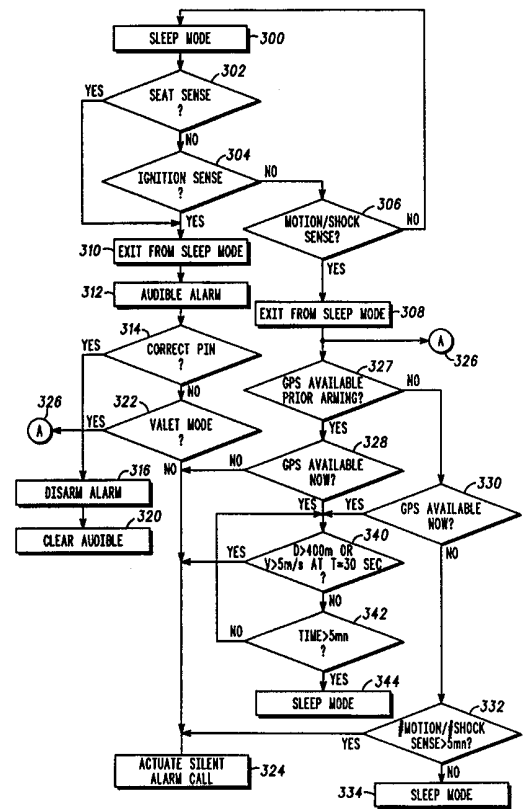 SLEEP MODE
300
302
YES
SEAT SENSE
?
NO
304
IGNITION SENSE
?
NO
YES
306
MOTION/SHOCK
SENSE?
NO
YES
310
EXIT FROM SLEEP MODE
312
AUDIBLE ALARM
EXIT FROM SLEEP MODE
308
314
YES
CORRECT PIN
?
NO
A
326
327
GPS AVAILABLE
PRIOR ARMING?
NO
YES
326
A
YES
322
VALET MODE
?
NO
328
NO
GPS AVAILABLE
NOW?
YES
316
DISARM ALARM
CLEAR AUDIBLE
320
330
YES
GPS AVAILABLE
NOW?
NO
340
YES
D>400m OR
V>5m/s AT T=30 SEC
?
NO
342
NO
TIME>5mn
?
YES
344
SLEEP MODE
332
#MOTION/#SHOCK
SENSE>5mn?
YES
NO
ACTUATE SILENT
ALARM CALL
324
334
SLEEP MODE